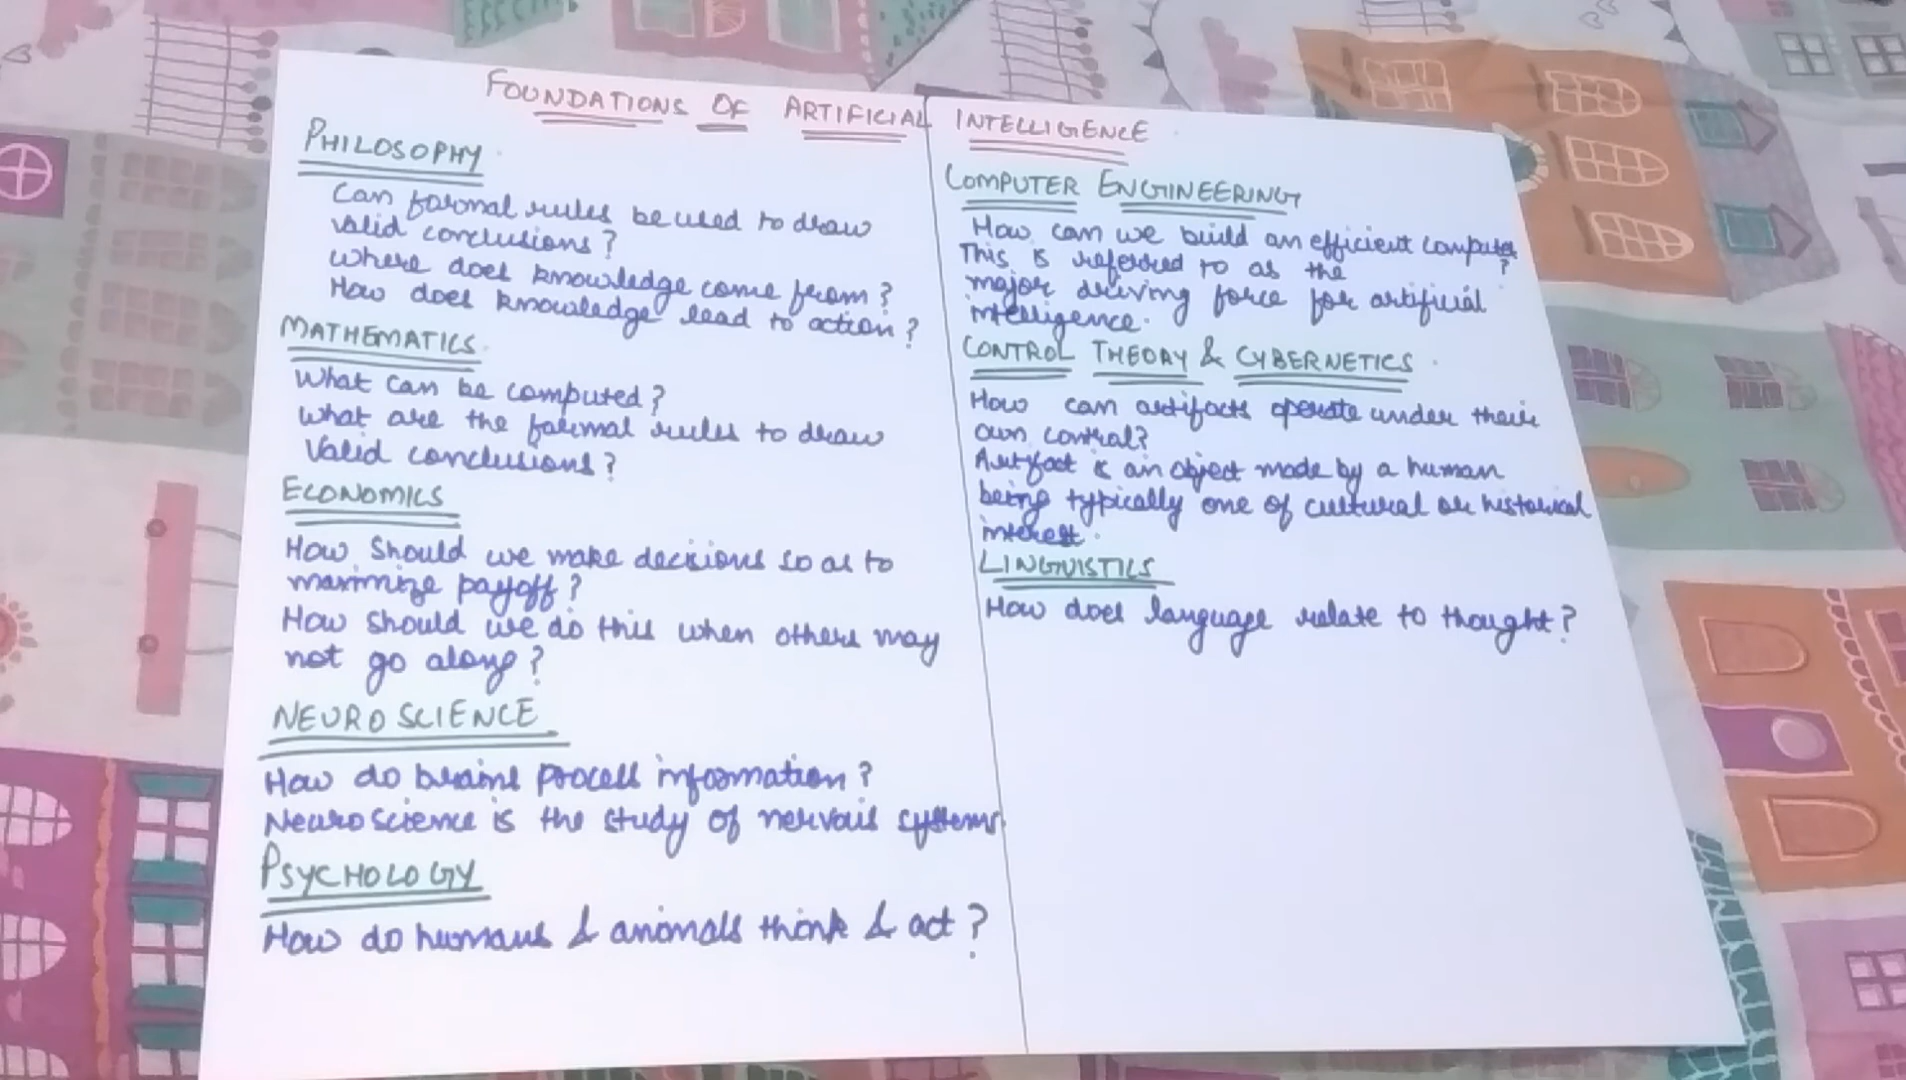 FOUNDATIONS OF ARTIFICIAL INTELLIGENCE
PHILOSOPHY
Can formal rules be used to draw
valid conclusions?
where does knowledge come from?
How does knowledge lead to action?
MATHEMATICS
What can be computed?
what are the formal rules to draw
Valid conclusions?
ECONOMICS
How Should we make decisions so as to
maximize payoff?
How should we do this when others may
not go along?
NEUROSCIENCE
How do brains process information?
Neuroscience is the study of nervous systems
PSYCHOLOGY
How do humans & animals think & act?
COMPUTER ENGINEERING
How can we build an efficient computer?
This is referred to as the
major driving force for artificial
intelligence.
CONTROL THEORY & CYBERNETICS
How can artifacts operate under their
own control?
Artifact is an object made by a human
being typically one of cultural or historical
interest.
LINGUISTICS
How does language relate to thought?